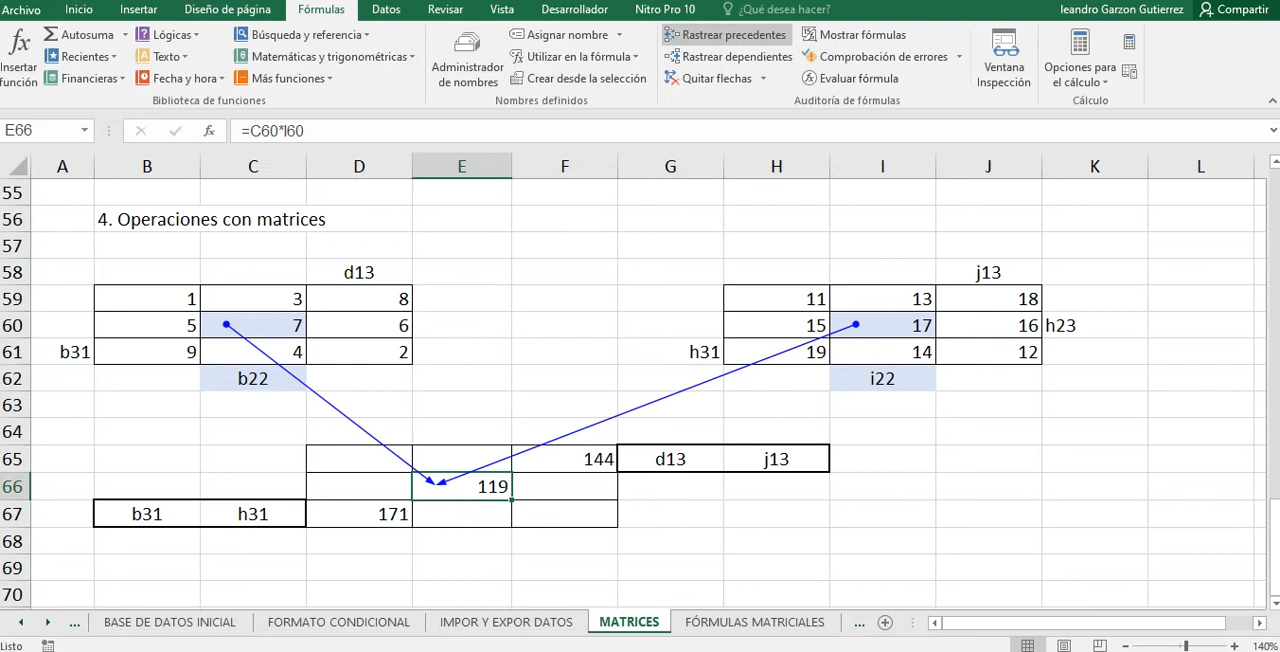 Archivo Inicio Insertar Diseño de página Fórmulas Datos Revisar Vista Desarrollador Nitro Pro 10 ¿Qué desea hacer? leandro Garzon Gutierrez Compartir
fx Σ Autosuma ? Lógicas Búsqueda y referencia Asignar nombre Rastrear precedentes Mostrar fórmulas
Recientes A Texto Matemáticas y trigonométricas Utilizar en la fórmula Rastrear dependientes Comprobación de errores
Insertar función Financieras Fecha y hora Más funciones Administrador de nombres Crear desde la selección Quitar flechas fx Evaluar fórmula Ventana Inspección Opciones para el cálculo
Biblioteca de funciones Nombres definidos Auditoría de fórmulas Cálculo
E66 fx =C60*I60
A B C D E F G H I J K L
55
56 4. Operaciones con matrices
57
58 d13 j13
59 1 3 8 11 13 18
60 5 7 6 15 17 16 h23
61 b31 9 4 2 h31 19 14 12
62 b22 i22
63
64
65 144 d13 j13
66 119
67 b31 h31 171
68
69
70
... BASE DE DATOS INICIAL FORMATO CONDICIONAL IMPOR Y EXPOR DATOS MATRICES FÓRMULAS MATRICIALES ...
Listo 140%